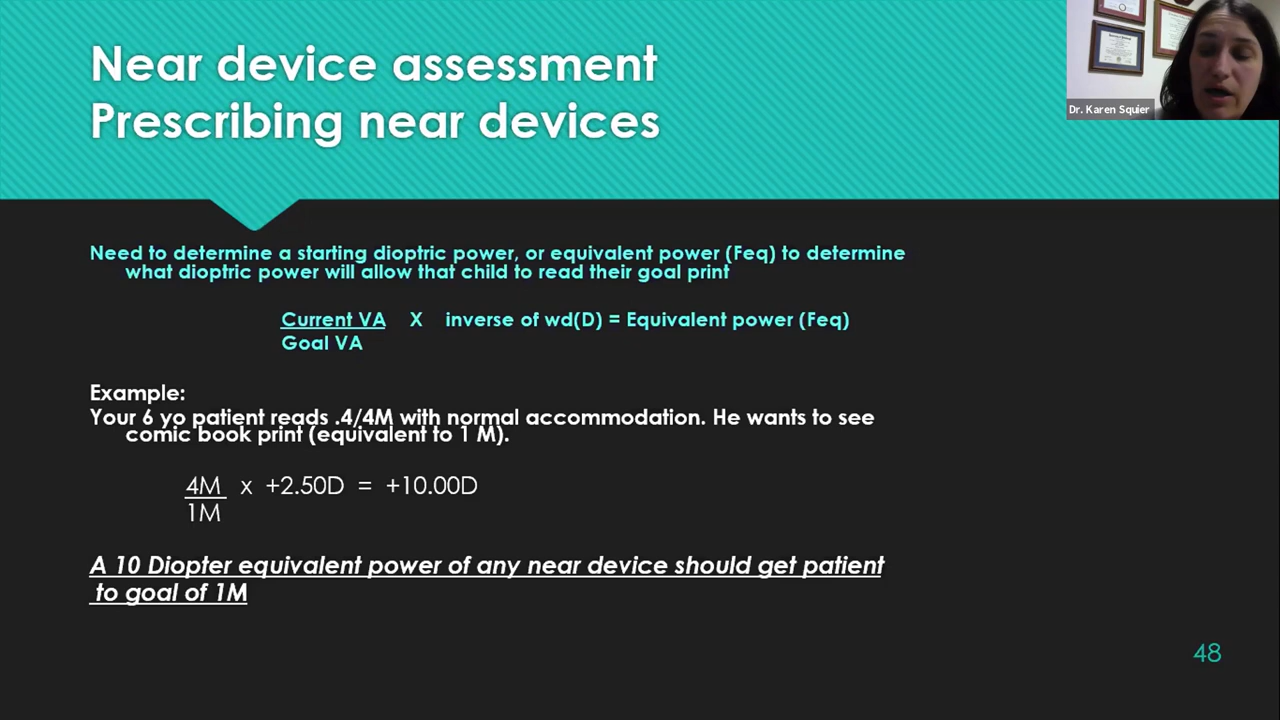 Near device assessment
Prescribing near devices
Dr. Karen Squier
Need to determine a starting dioptric power, or equivalent power (Feq) to determine
what dioptric power will allow that child to read their goal print
Current VA X inverse of wd(D) = Equivalent power (Feq)
Goal VA
Example:
Your 6 yo patient reads .4/4M with normal accommodation. He wants to see
comic book print (equivalent to 1 M).
4M x +2.50D = +10.00D
1M
A 10 Diopter equivalent power of any near device should get patient
to goal of 1M
48